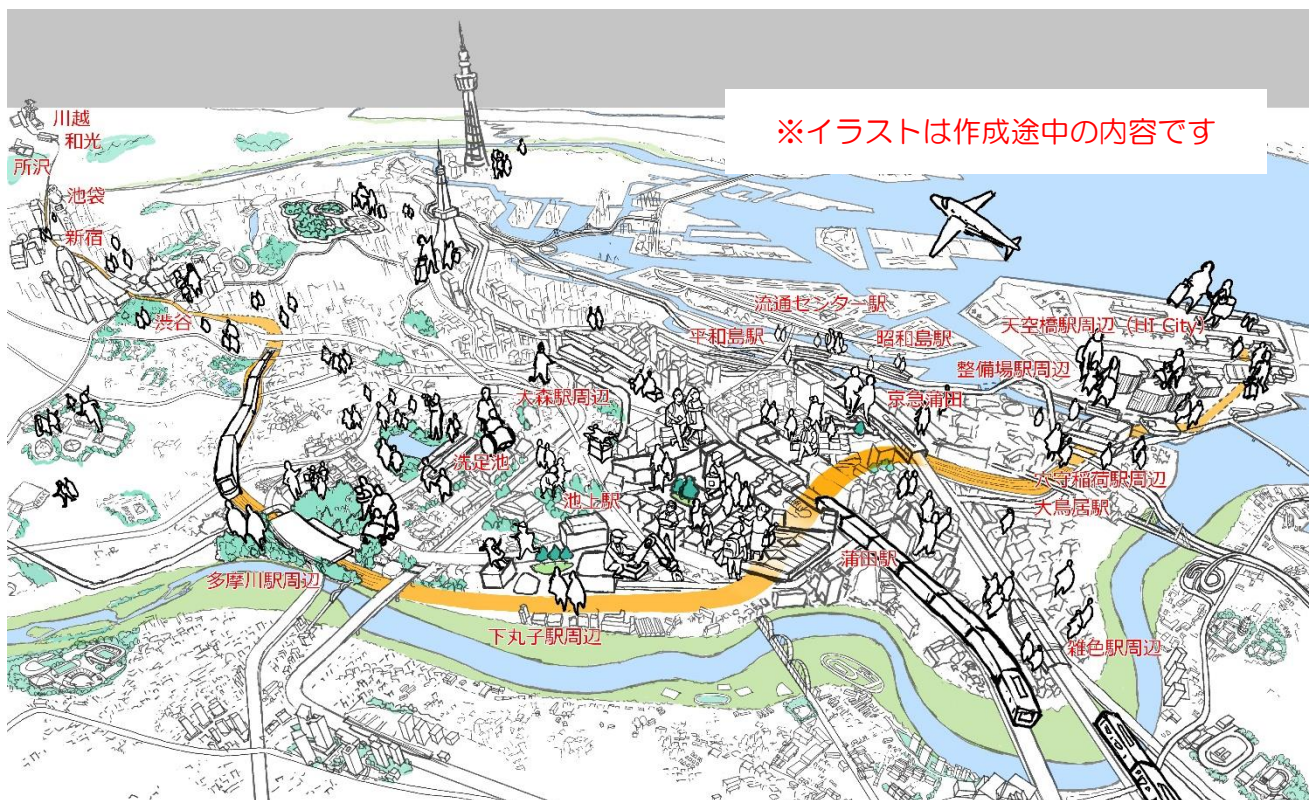 ※イラストは作成途中の内容です
川越
和光
所沢
池袋
新宿
渋谷
流通センター駅
平和島駅
昭和島駅
天空橋駅周辺（HI City）
整備場駅周辺
大森駅周辺
京急蒲田
洗足池
池上駅
穴守稲荷駅周辺
大鳥居駅
蒲田駅
多摩川駅周辺
下丸子駅周辺
雑色駅周辺